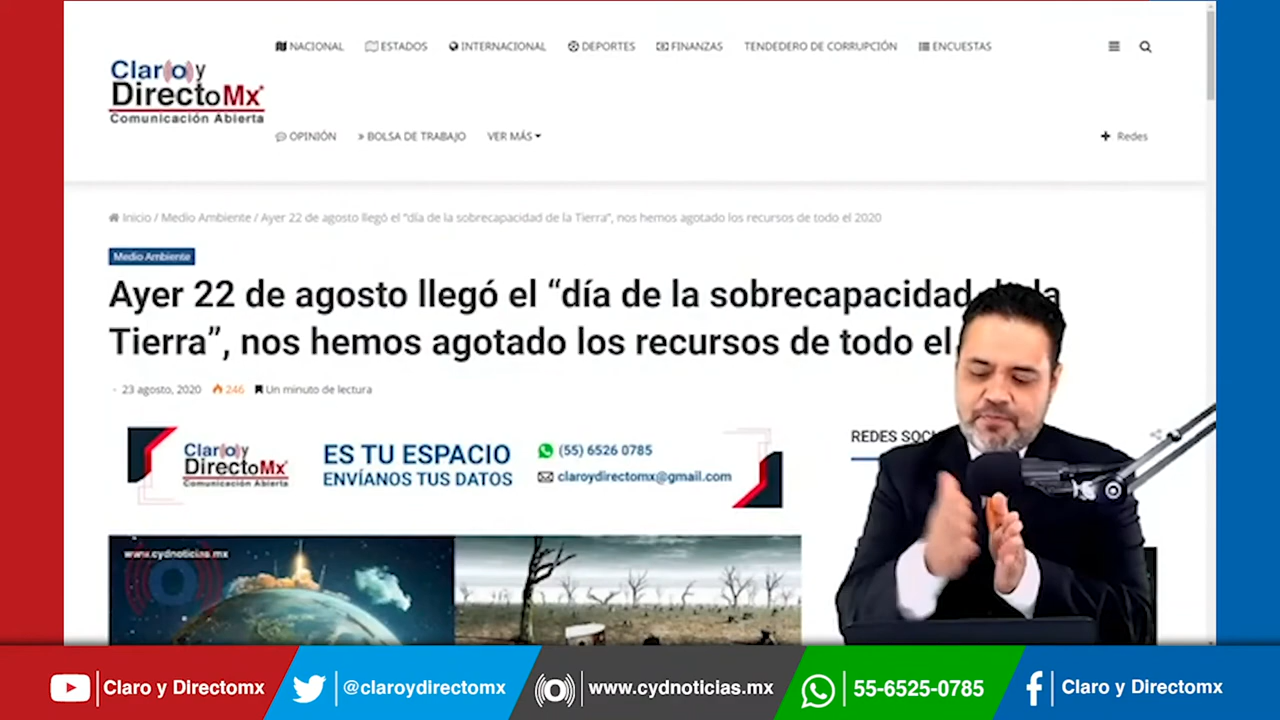 NACIONAL ESTADOS INTERNACIONAL DEPORTES FINANZAS TENDEDERO DE CORRUPCIÓN ENCUESTAS
Claro y
DirectoMx
Comunicación Abierta
OPINIÓN » BOLSA DE TRABAJO VER MÁS + Redes
Inicio / Medio Ambiente / Ayer 22 de agosto llegó el "día de la sobrecapacidad de la Tierra", nos hemos agotado los recursos de todo el 2020
Medio Ambiente
Ayer 22 de agosto llegó el “día de la sobrecapacidad de la
Tierra”, nos hemos agotado los recursos de todo el
- 23 agosto, 2020 246 Un minuto de lectura
Claro y
DirectoMx
Comunicación Abierta
ES TU ESPACIO
ENVÍANOS TUS DATOS
(55) 6526 0785
claroydirectomx@gmail.com
REDES
www.cydnoticias.mx
Claro y Directomx
@claroydirectomx
www.cydnoticias.mx
55-6525-0785
Claro y Directomx